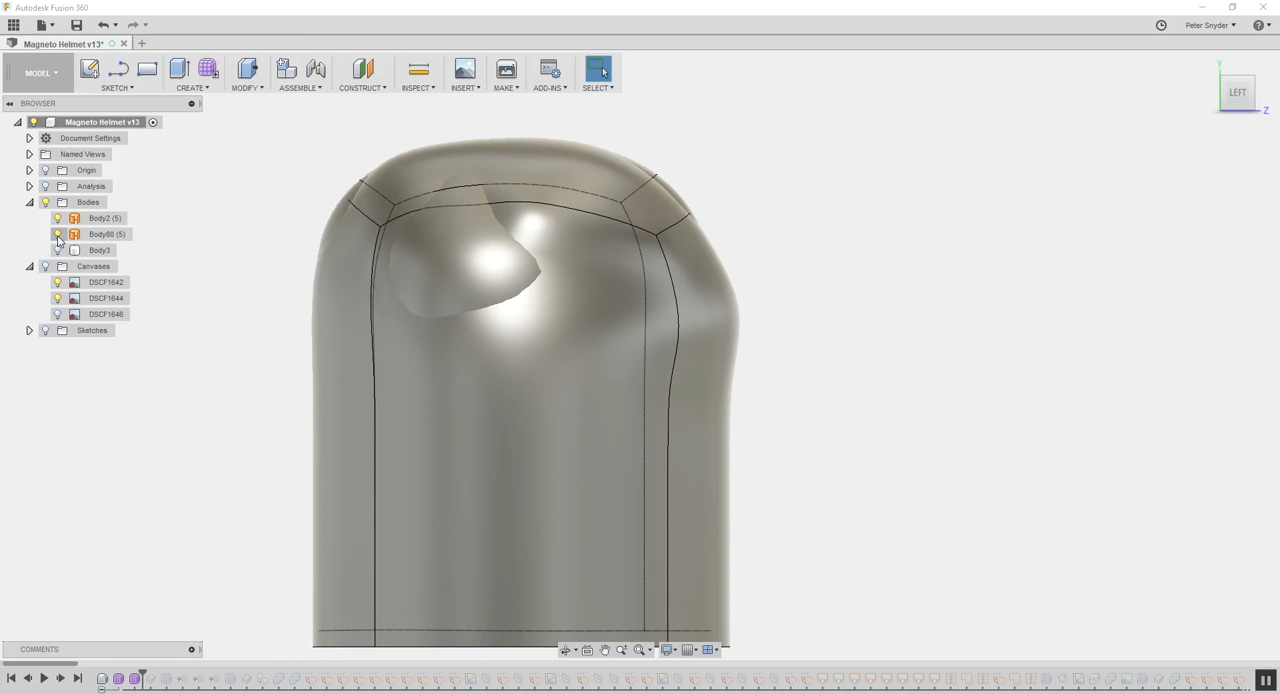 Autodesk Fusion 360
Peter Snyder
Magneto Helmet v13*
MODEL
SKETCH
CREATE
MODIFY
ASSEMBLE
CONSTRUCT
INSPECT
INSERT
MAKE
ADD-INS
SELECT
BROWSER
Magneto Helmet v13
Document Settings
Named Views
Origin
Analysis
Bodies
Body2 (5)
Body80 (5)
Body3
Canvases
DSCF1642
DSCF1644
DSCF1646
Sketches
Y
LEFT
Z
COMMENTS